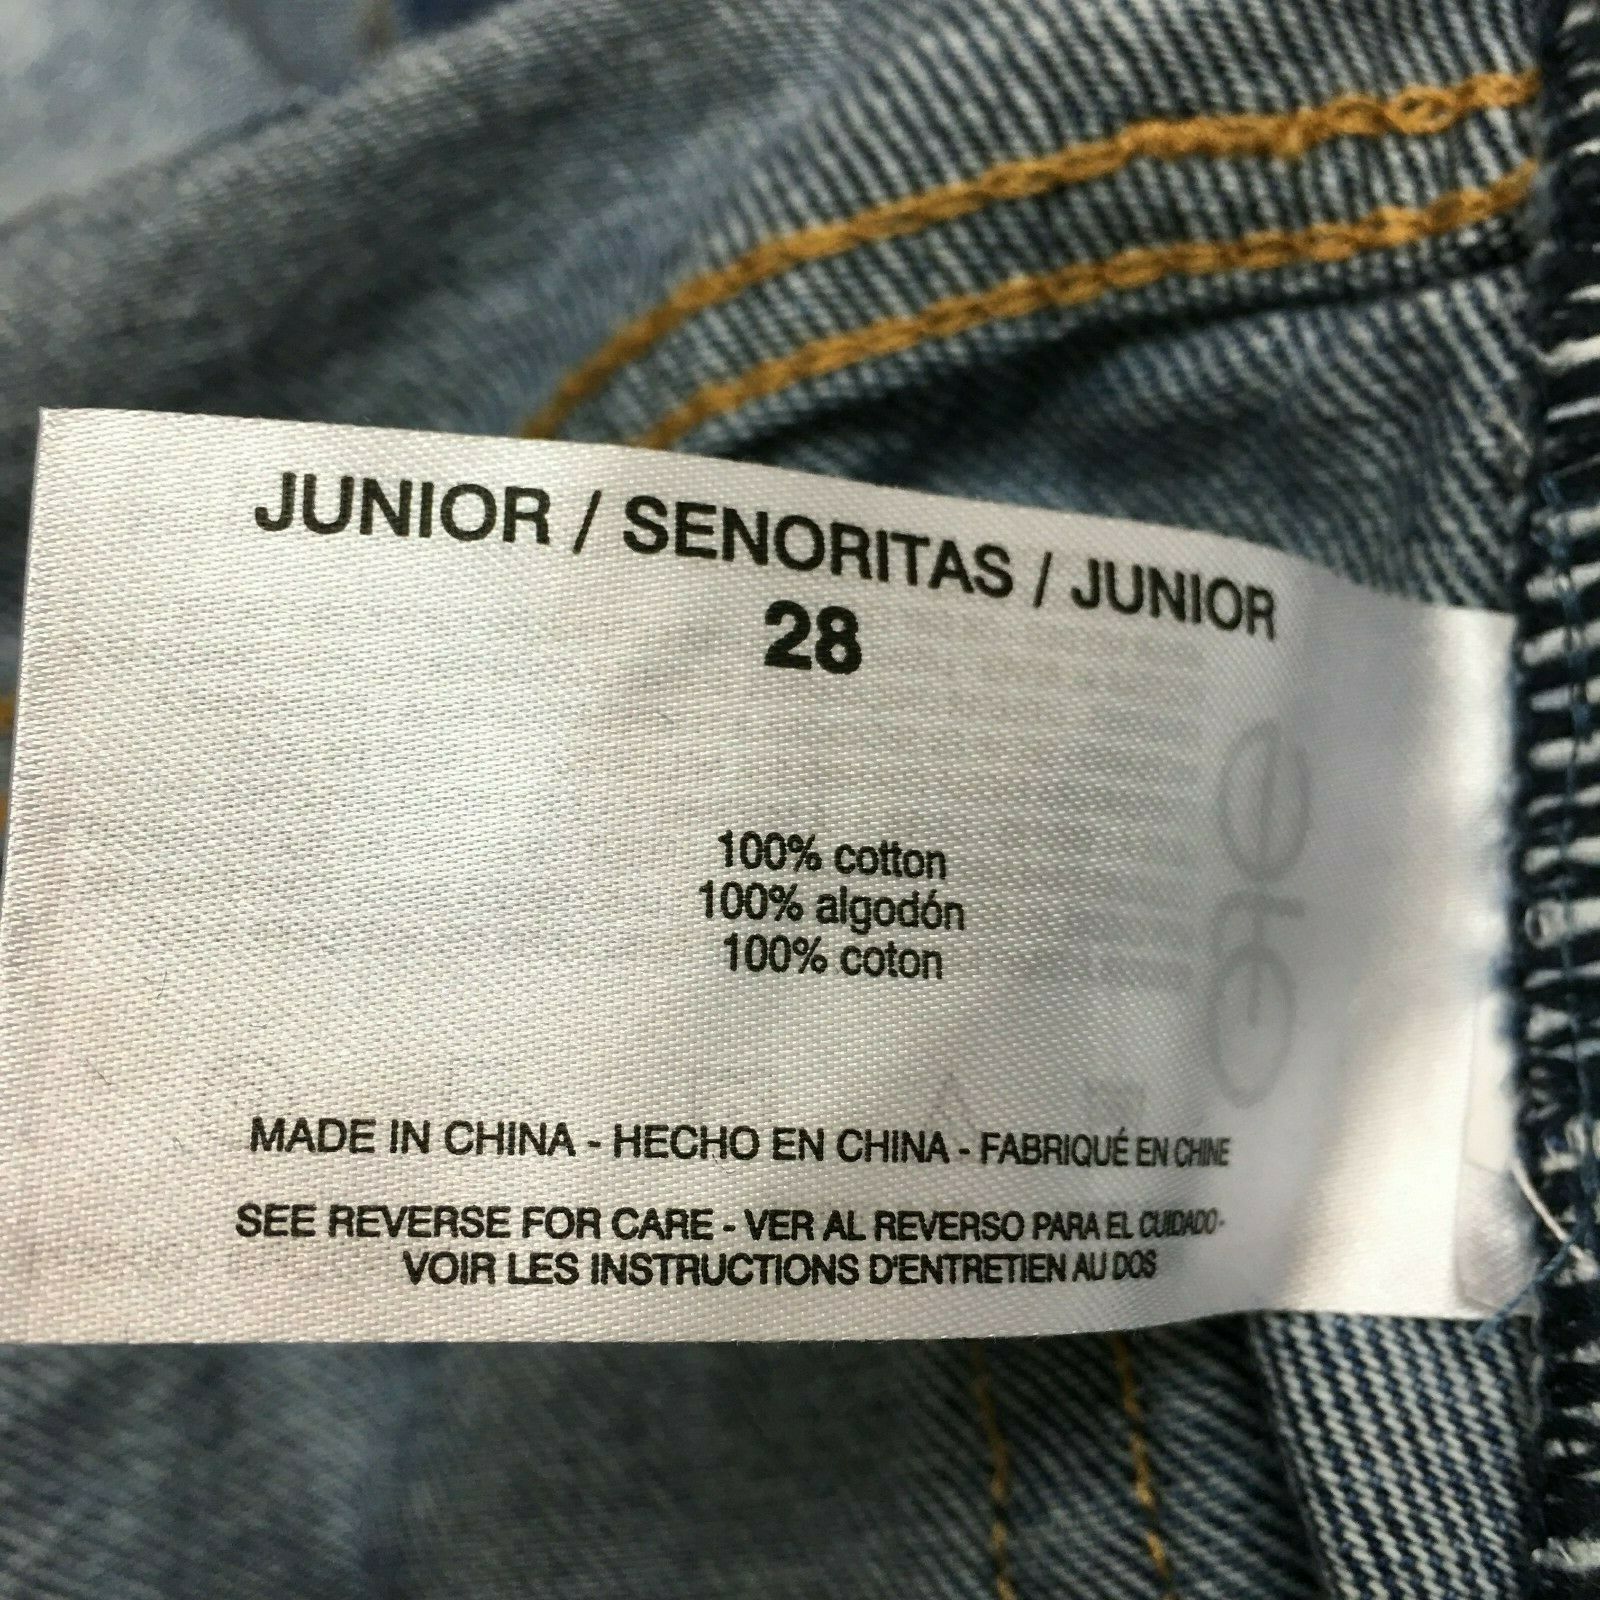 JUNIOR / SENORITAS / JUNIOR
28
100% cotton
100% algodón
100% coton
MADE IN CHINA - HECHO EN CHINA - FABRIQUÉ EN CHINE
SEE REVERSE FOR CARE - VER AL REVERSO PARA EL CUIDADO-
VOIR LES INSTRUCTIONS D'ENTRETIEN AU DOS